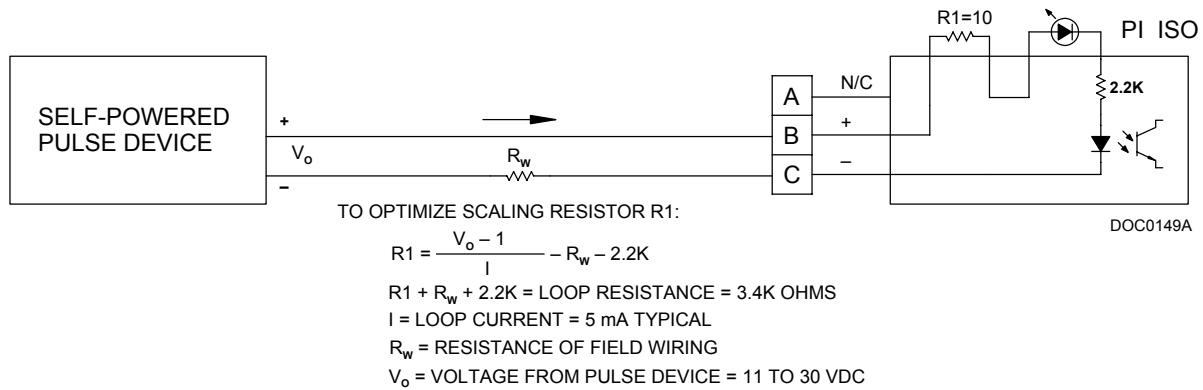 R1=10
PI ISO
SELF-POWERED
PULSE DEVICE
+
Vo
–
Rw
A
B
C
N/C
+
–
2.2K
DOC0149A
TO OPTIMIZE SCALING RESISTOR R1:
R1 = (Vo – 1) / I – Rw – 2.2K
R1 + Rw + 2.2K = LOOP RESISTANCE = 3.4K OHMS
I = LOOP CURRENT = 5 mA TYPICAL
Rw = RESISTANCE OF FIELD WIRING
Vo = VOLTAGE FROM PULSE DEVICE = 11 TO 30 VDC